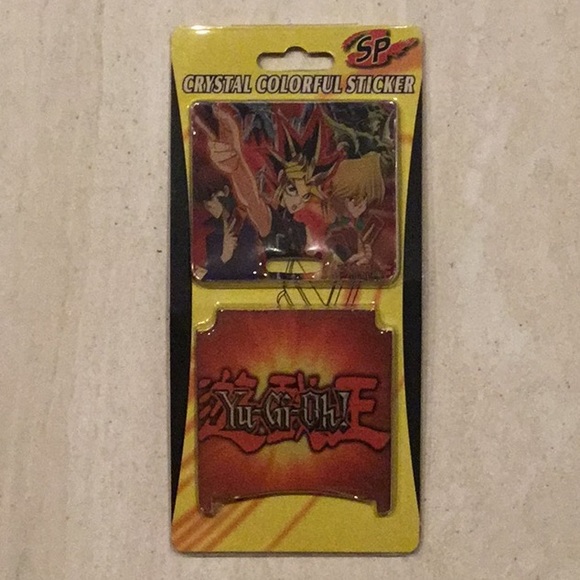 SP
CRYSTAL COLORFUL STICKER
遊戯王
Yu-Gi-Oh!